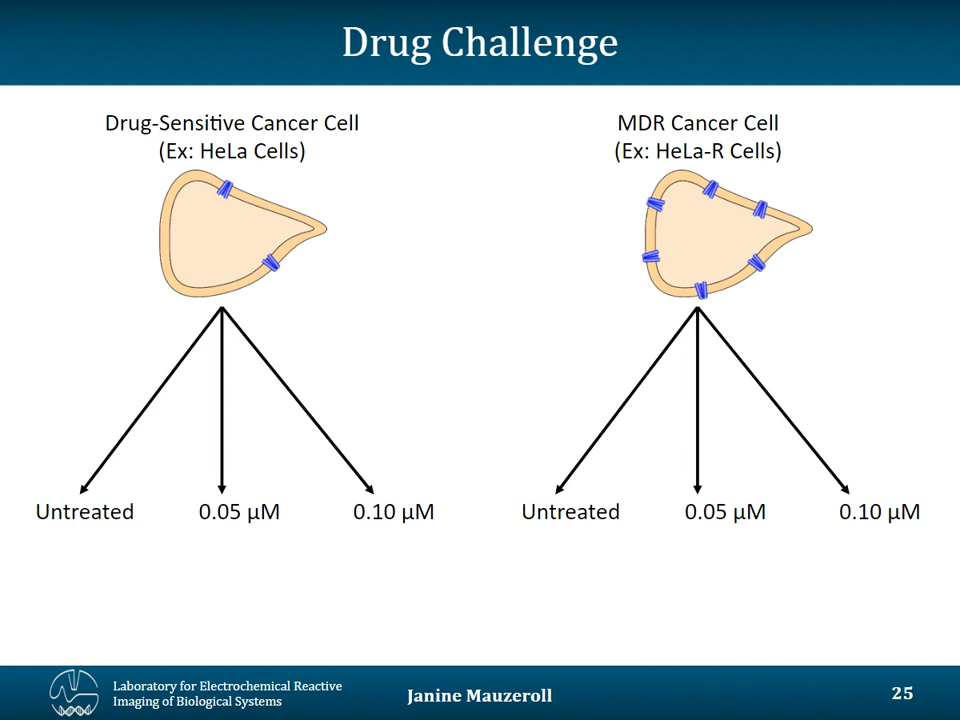 Drug Challenge
Drug-Sensitive Cancer Cell
(Ex: HeLa Cells)
MDR Cancer Cell
(Ex: HeLa-R Cells)
Untreated
0.05 µM
0.10 µM
Untreated
0.05 µM
0.10 µM
Laboratory for Electrochemical Reactive
Imaging of Biological Systems
Janine Mauzeroll
25